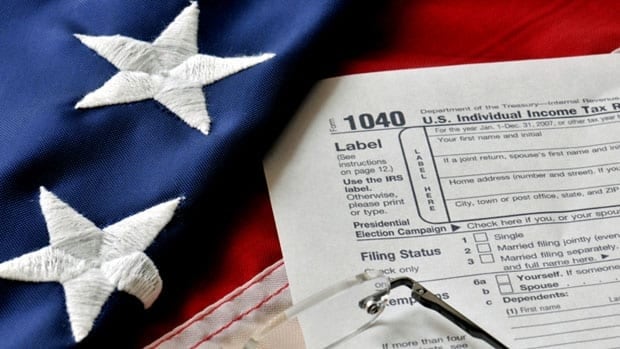 Department of the Treasury—Internal Revenue
Form 1040 U.S. Individual Income Tax R
For the year Jan. 1–Dec. 31, 2007, or other tax year
Label
(See
instructions
on page 12.)
Use the IRS
label.
Otherwise,
please print
or type.
LABEL HERE
Your first name and initial
If a joint return, spouse's first name and initial
Home address (number and street). If you
City, town or post office, state, and ZIP
Presidential
Election Campaign ▶ Check here if you, or your spouse
Filing Status
Check only
1 Single
2 Married filing jointly (even
3 Married filing separately.
and full name here. ▶
Exemptions
6a Yourself. If someone
b Spouse
c Dependents:
(1) First name
If more than four